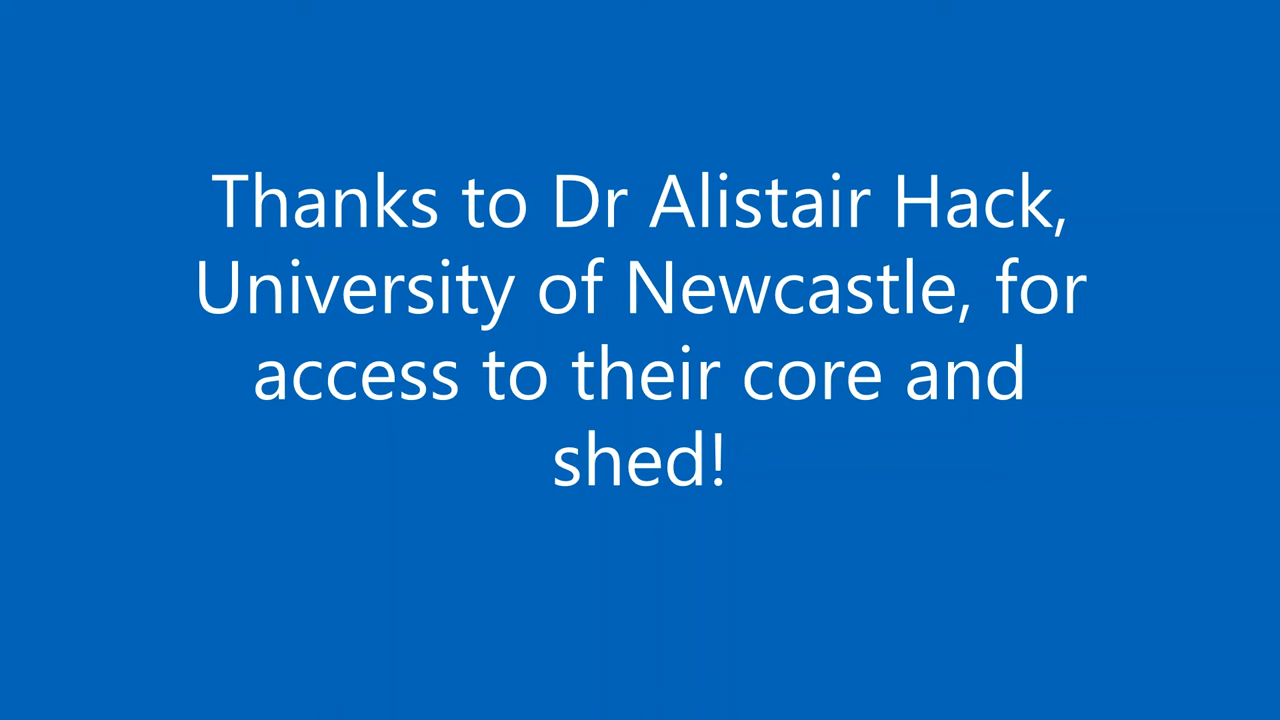 Thanks to Dr Alistair Hack,
University of Newcastle, for
access to their core and
shed!